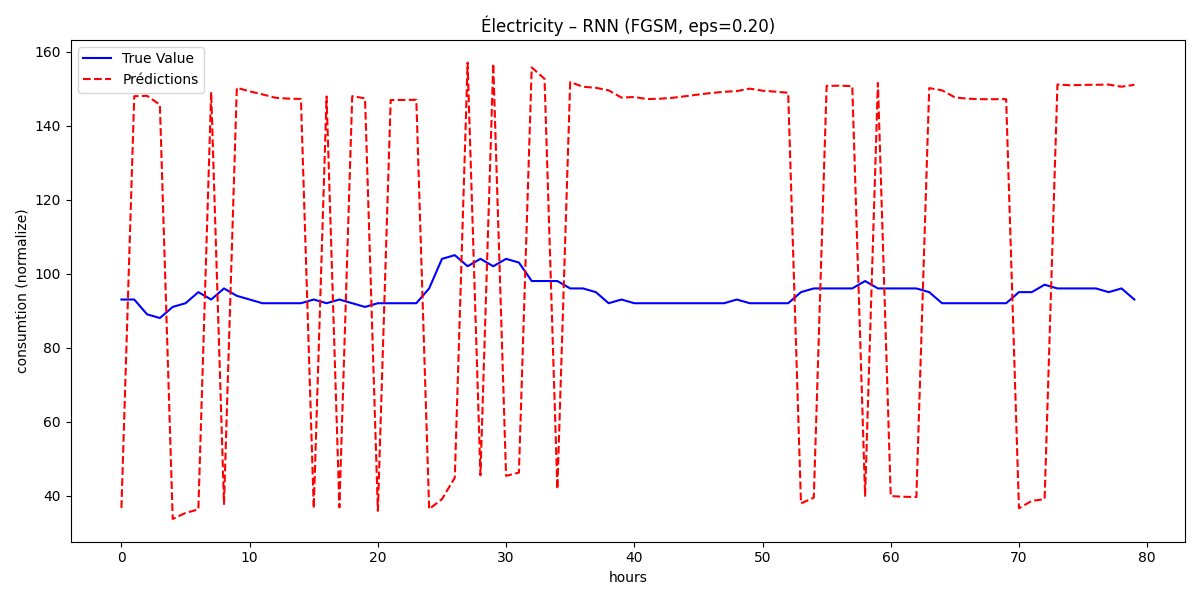 Électricity – RNN (FGSM, eps=0.20)
True Value
Prédictions
consumtion (normalize)
160
140
120
100
80
60
40
0 10 20 30 40 50 60 70 80
hours